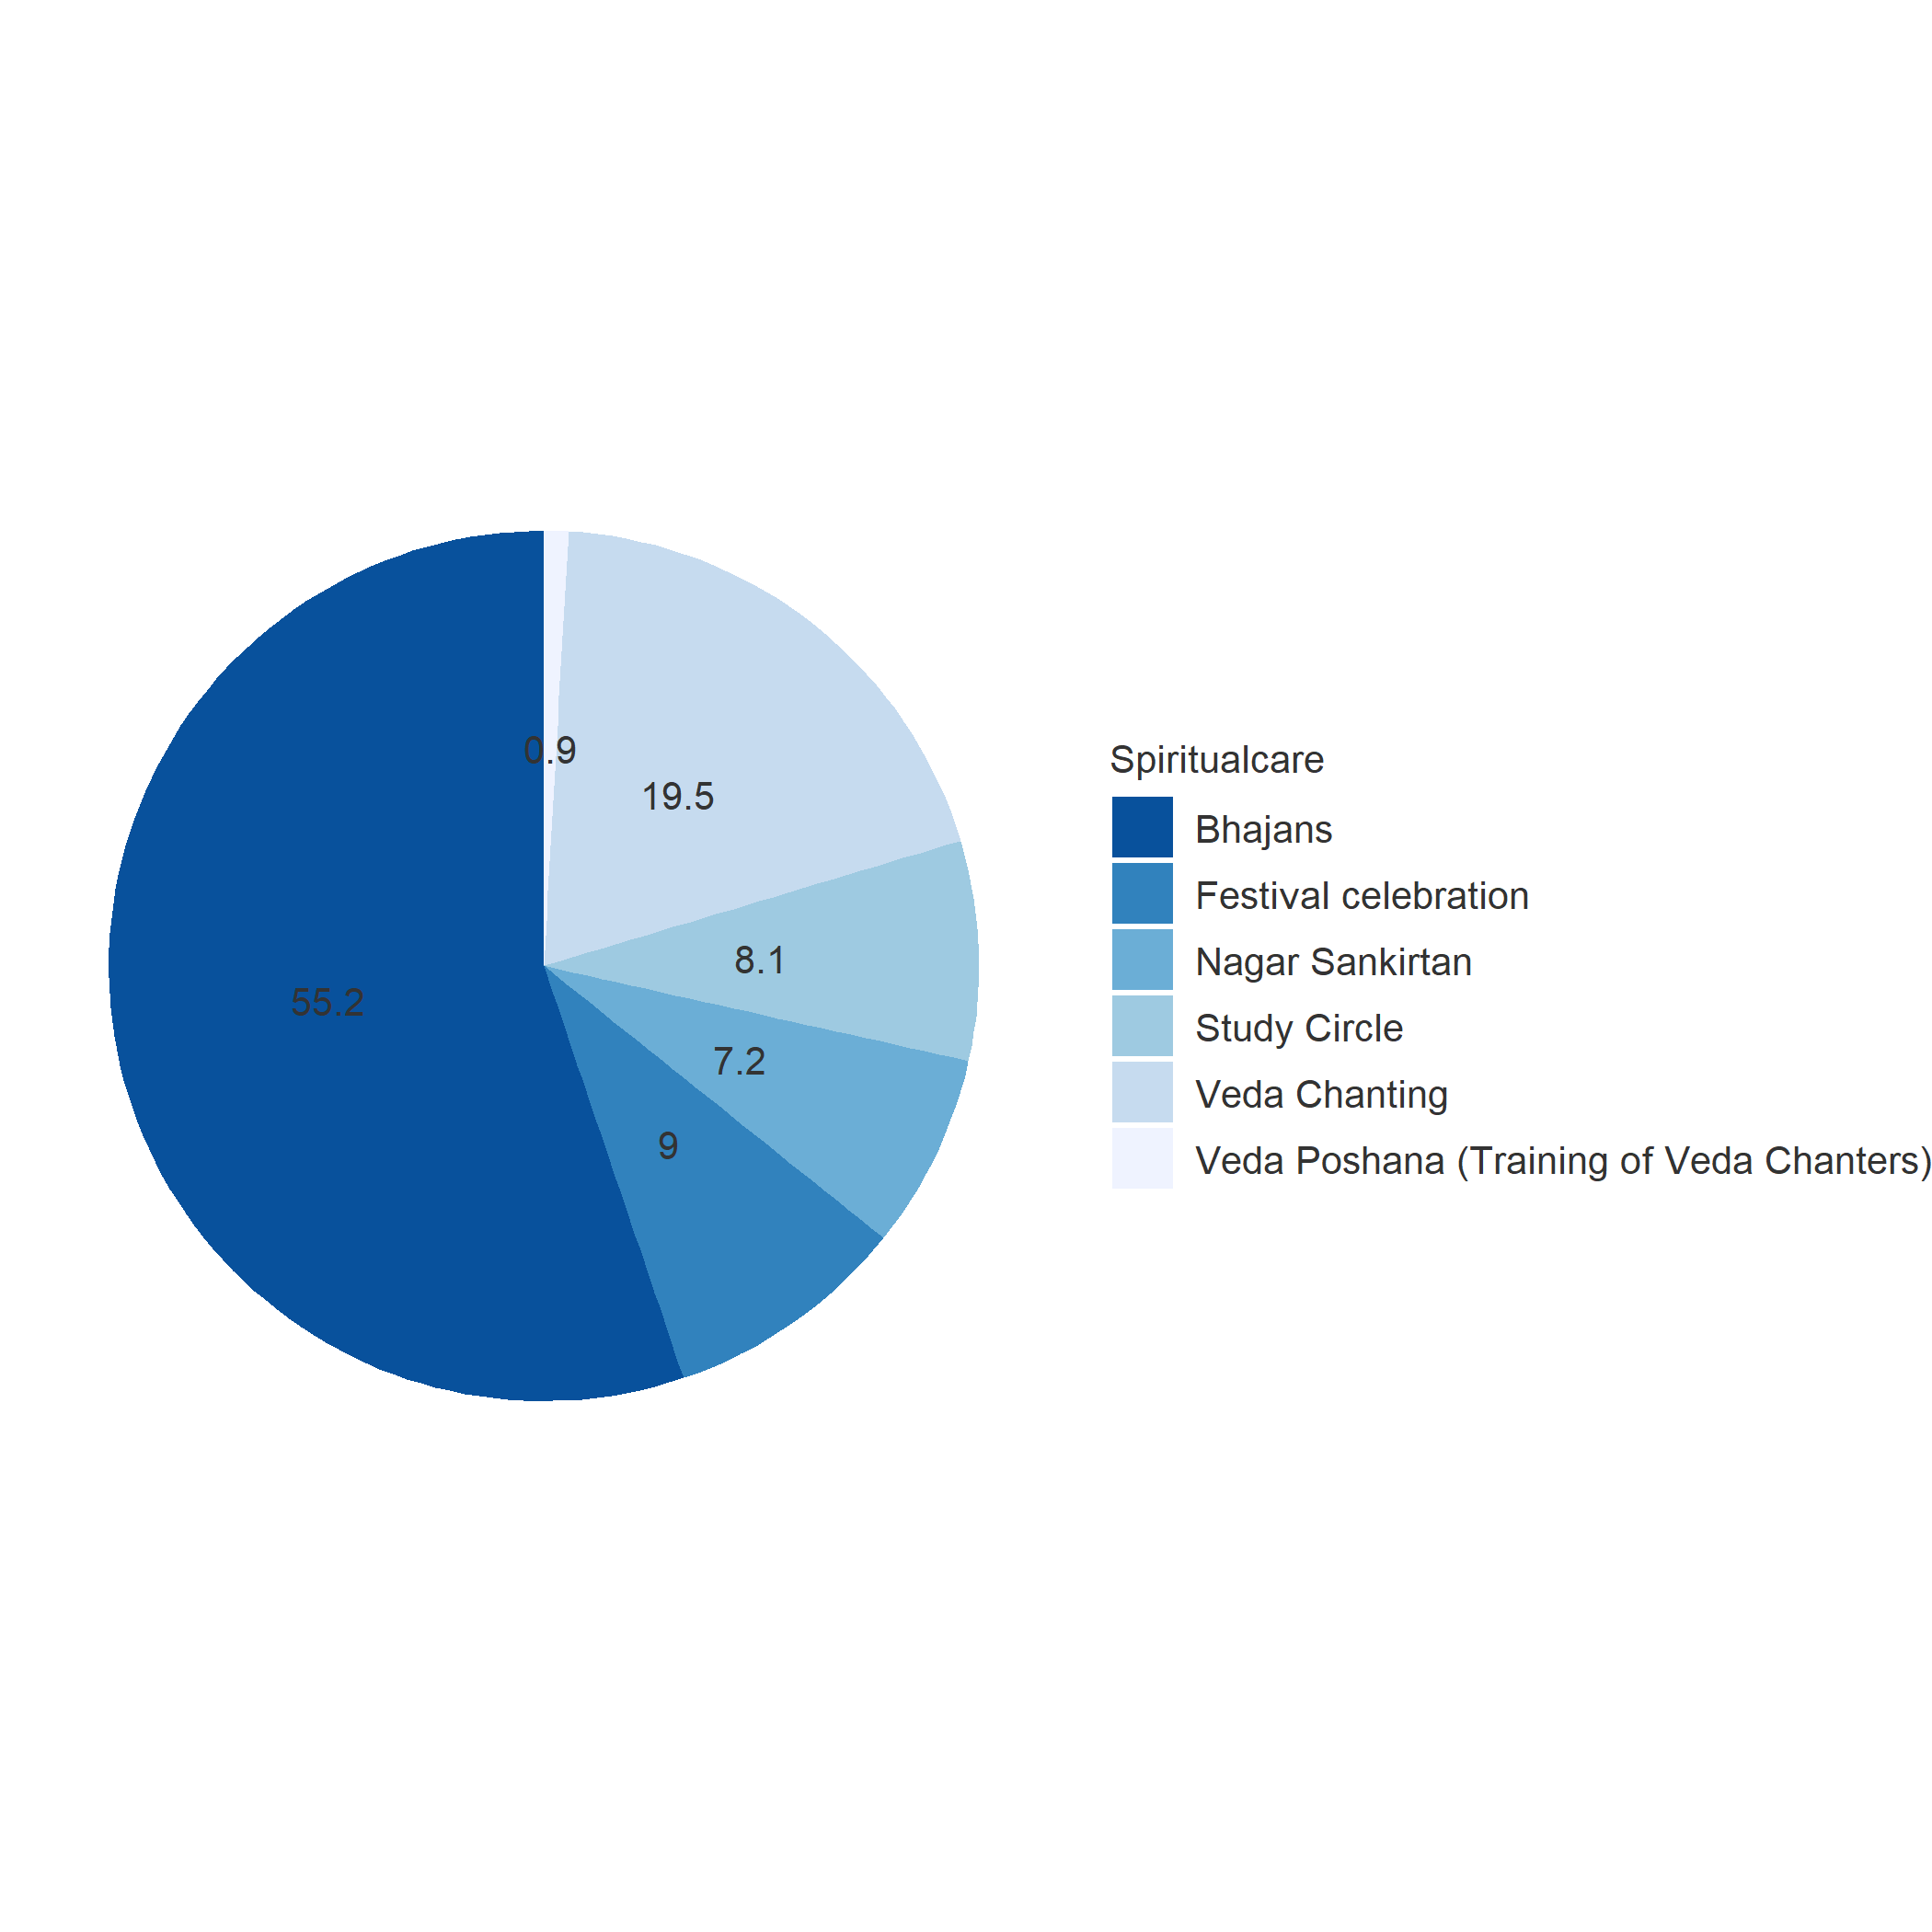 0.9
19.5
8.1
55.2
7.2
9
Spiritualcare
Bhajans
Festival celebration
Nagar Sankirtan
Study Circle
Veda Chanting
Veda Poshana (Training of Veda Chanters)